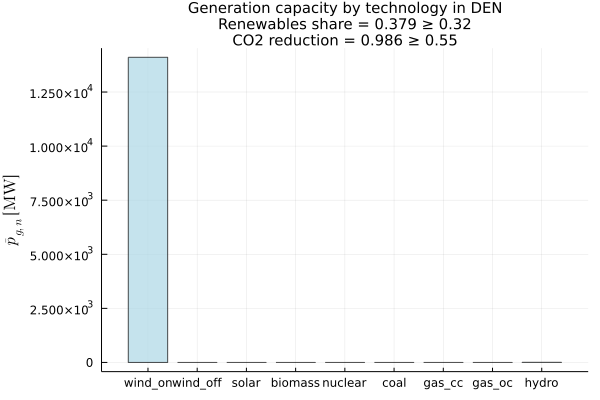 Generation capacity by technology in DEN
Renewables share = 0.379 ≥ 0.32
CO2 reduction = 0.986 ≥ 0.55
1.250×10⁴
1.000×10⁴
7.500×10³
5.000×10³
2.500×10³
0
p̄_{g,n} [MW]
wind_on wind_off solar biomass nuclear coal gas_cc gas_oc hydro